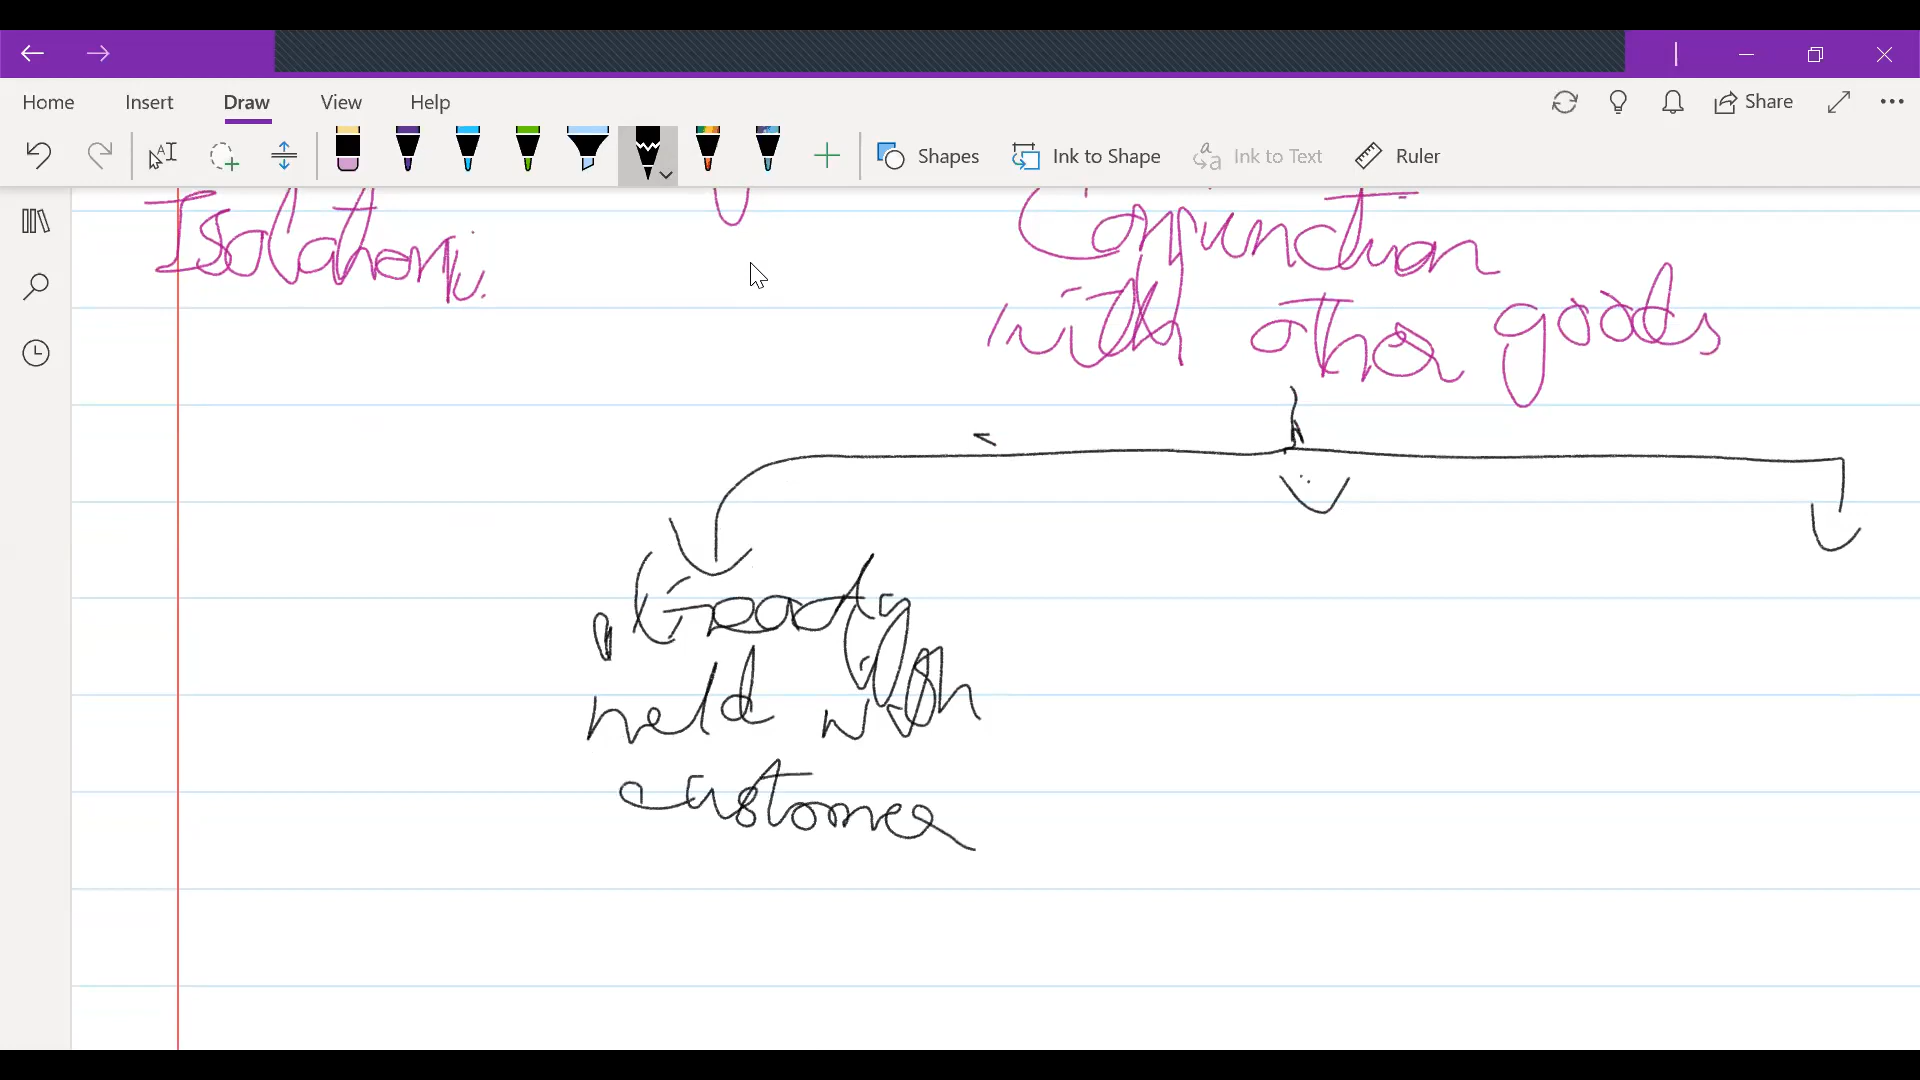 Home Insert Draw View Help Share
Shapes Ink to Shape Ink to Text Ruler
Isolation Conjunction
with other goods
held with
customer